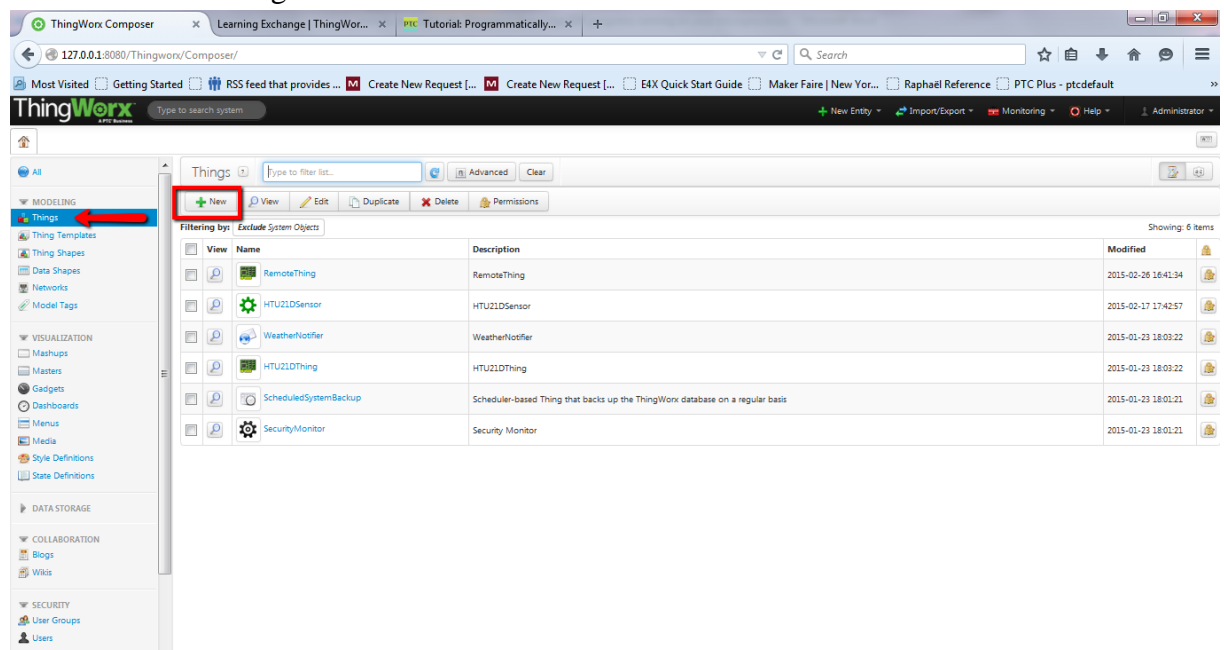 ThingWorx Composer × Learning Exchange | ThingWor... × PTC Tutorial: Programmatically... × +
127.0.0.1:8080/Thingworx/Composer/ Search
Most Visited Getting Started RSS feed that provides ... M Create New Request [... M Create New Request [... E4X Quick Start Guide Maker Faire | New Yor... Raphaël Reference PTC Plus - ptcdefault »
ThingWorx Type to search system New Entity Import/Export Monitoring Help Administrator
A PTC Business
All Things Type to filter list... Advanced Clear
MODELING New View Edit Duplicate Delete Permissions
Things
Thing Templates
Thing Shapes
Data Shapes
Networks
Model Tags
VISUALIZATION
Mashups
Masters
Gadgets
Dashboards
Menus
Media
Style Definitions
State Definitions
DATA STORAGE
COLLABORATION
Blogs
Wikis
SECURITY
User Groups
Users
Filtering by: Exclude System Objects Showing: 6 items
View Name Description Modified
RemoteThing RemoteThing 2015-02-26 16:41:34
HTU21DSensor HTU21DSensor 2015-02-17 17:42:57
WeatherNotifier WeatherNotifier 2015-01-23 18:03:22
HTU21DThing HTU21DThing 2015-01-23 18:03:22
ScheduledSystemBackup Scheduler-based Thing that backs up the ThingWorx database on a regular basis 2015-01-23 18:01:21
SecurityMonitor Security Monitor 2015-01-23 18:01:21